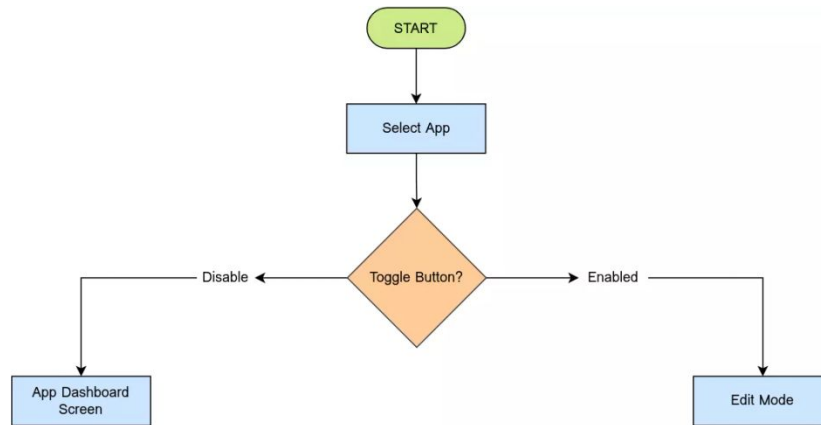 START
Select App
Disable
Toggle Button?
Enabled
App Dashboard
Screen
Edit Mode